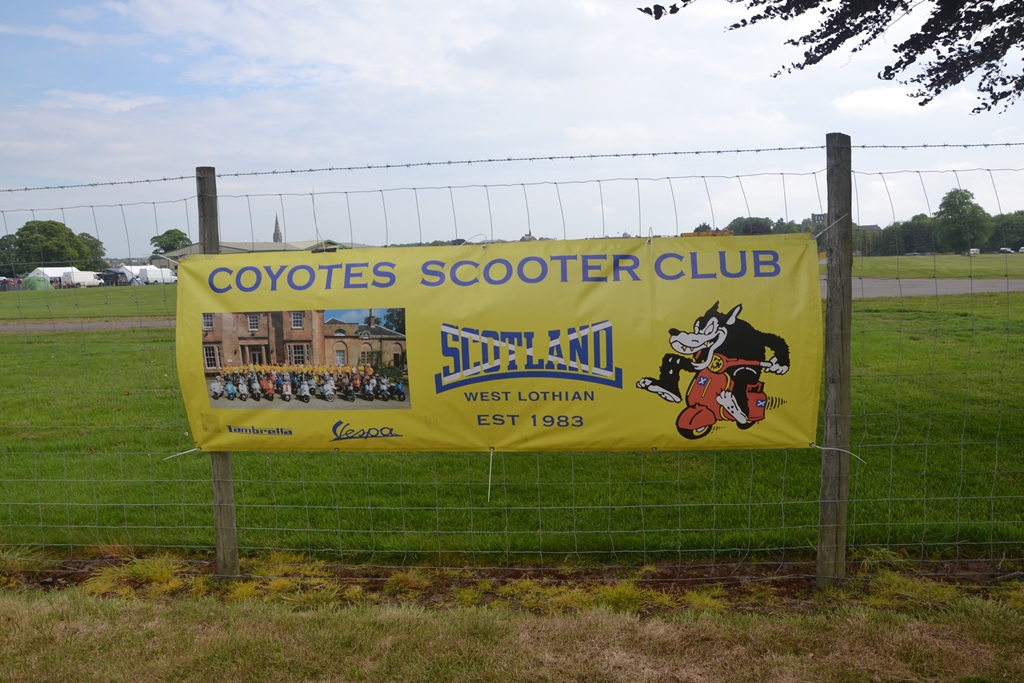 COYOTES SCOOTER CLUB
SCOTLAND
WEST LOTHIAN
EST 1983
Lambretta
Vespa